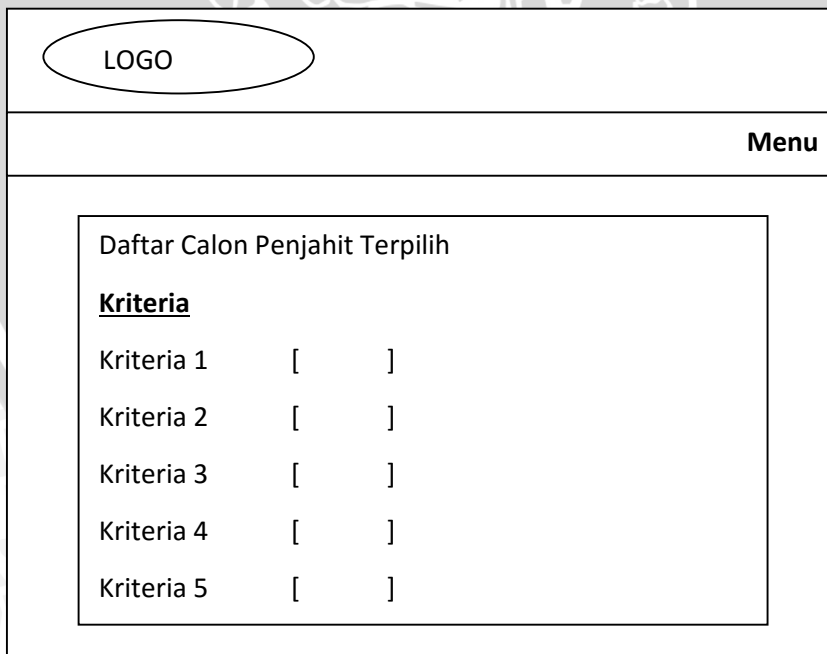 LOGO
Menu
Daftar Calon Penjahit Terpilih
Kriteria
Kriteria 1 [ ]
Kriteria 2 [ ]
Kriteria 3 [ ]
Kriteria 4 [ ]
Kriteria 5 [ ]